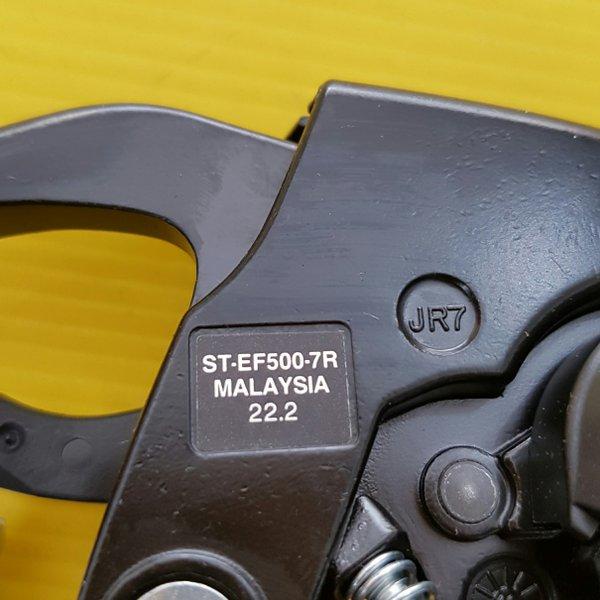 JR7
ST-EF500-7R
MALAYSIA
22.2